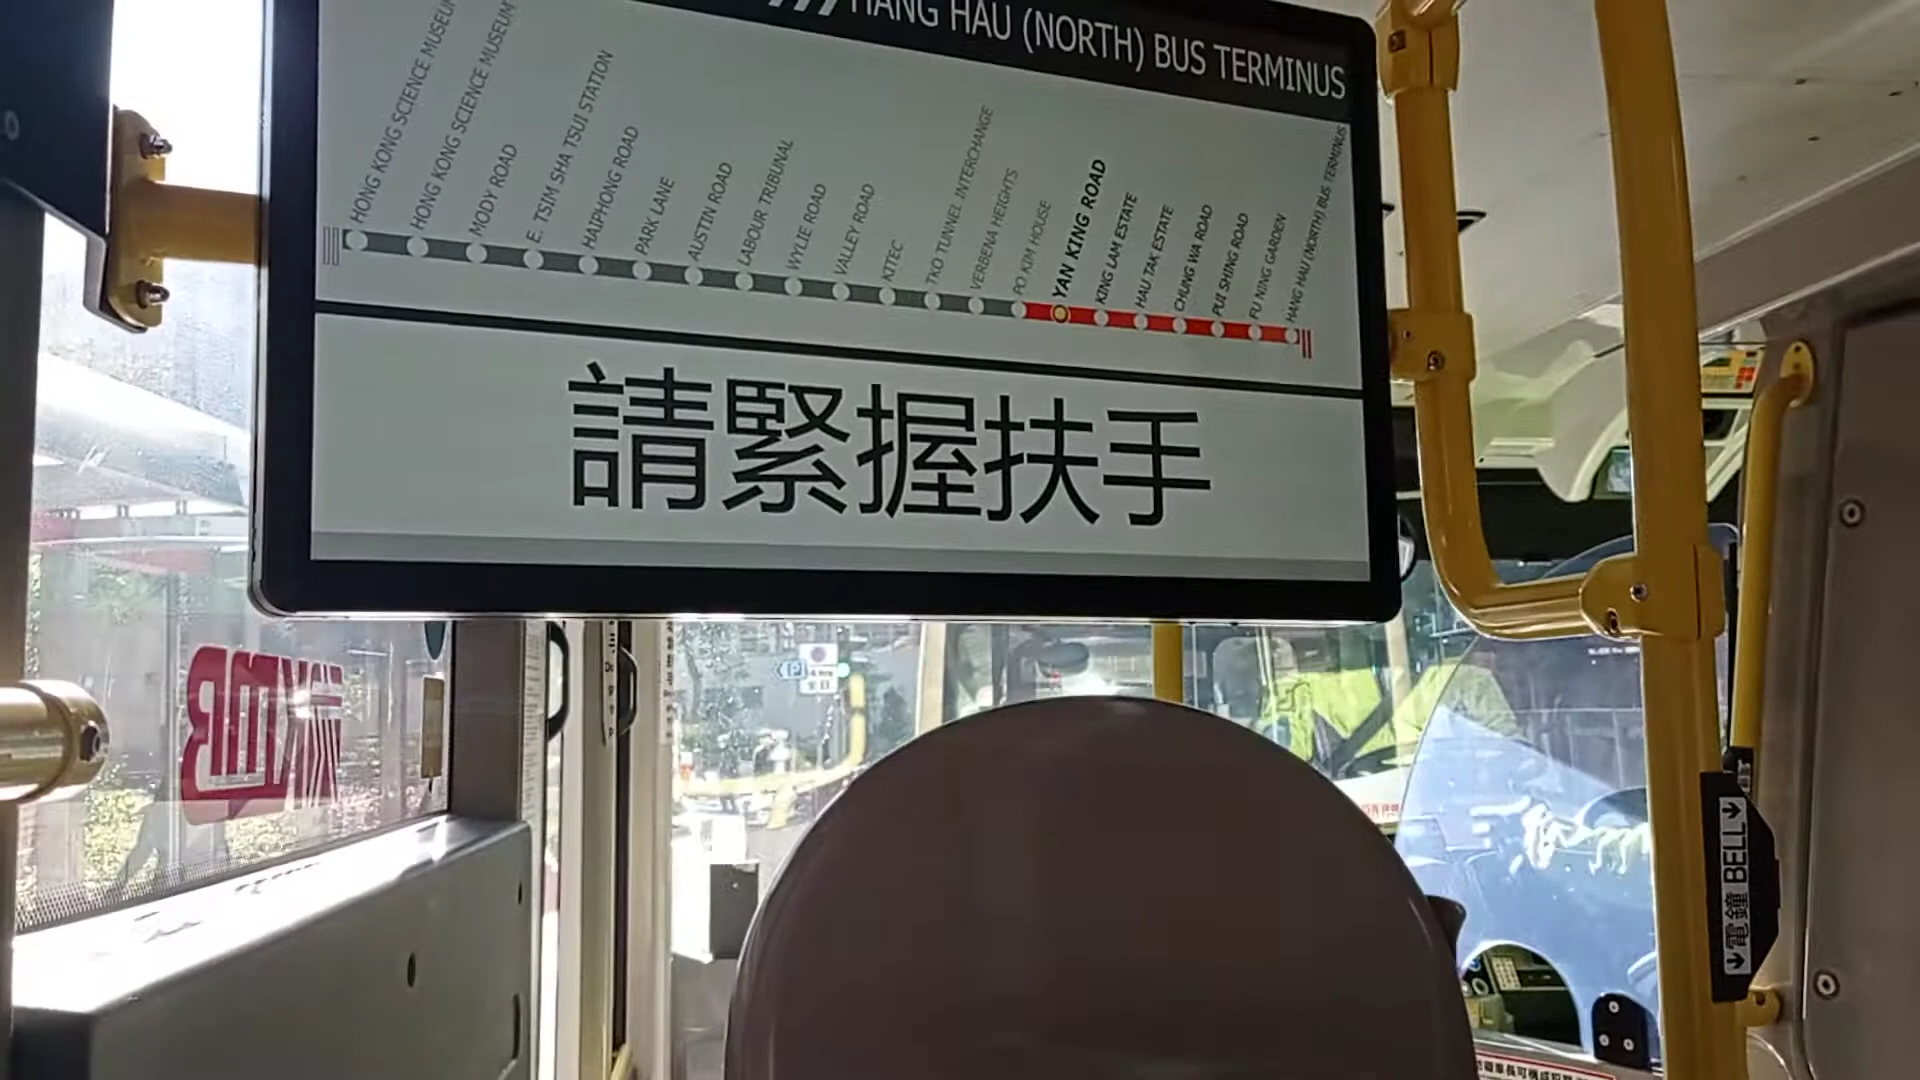 HANG HAU (NORTH) BUS TERMINUS
HONG KONG SCIENCE MUSEUM
HONG KONG SCIENCE MUSEUM
MODY ROAD
E. TSIM SHA TSUI STATION
HAIPHONG ROAD
PARK LANE
AUSTIN ROAD
LABOUR TRIBUNAL
WYLIE ROAD
VALLEY ROAD
KITEC
TKO TUNNEL INTERCHANGE
VERBENA HEIGHTS
PO KIM HOUSE
YAN KING ROAD
KING LAM ESTATE
HAU TAK ESTATE
CHUNG WA ROAD
PUI SHING ROAD
FU NING GARDEN
HANG HAU (NORTH) BUS TERMINUS
請緊握扶手
KMB
P
電鐘 BELL